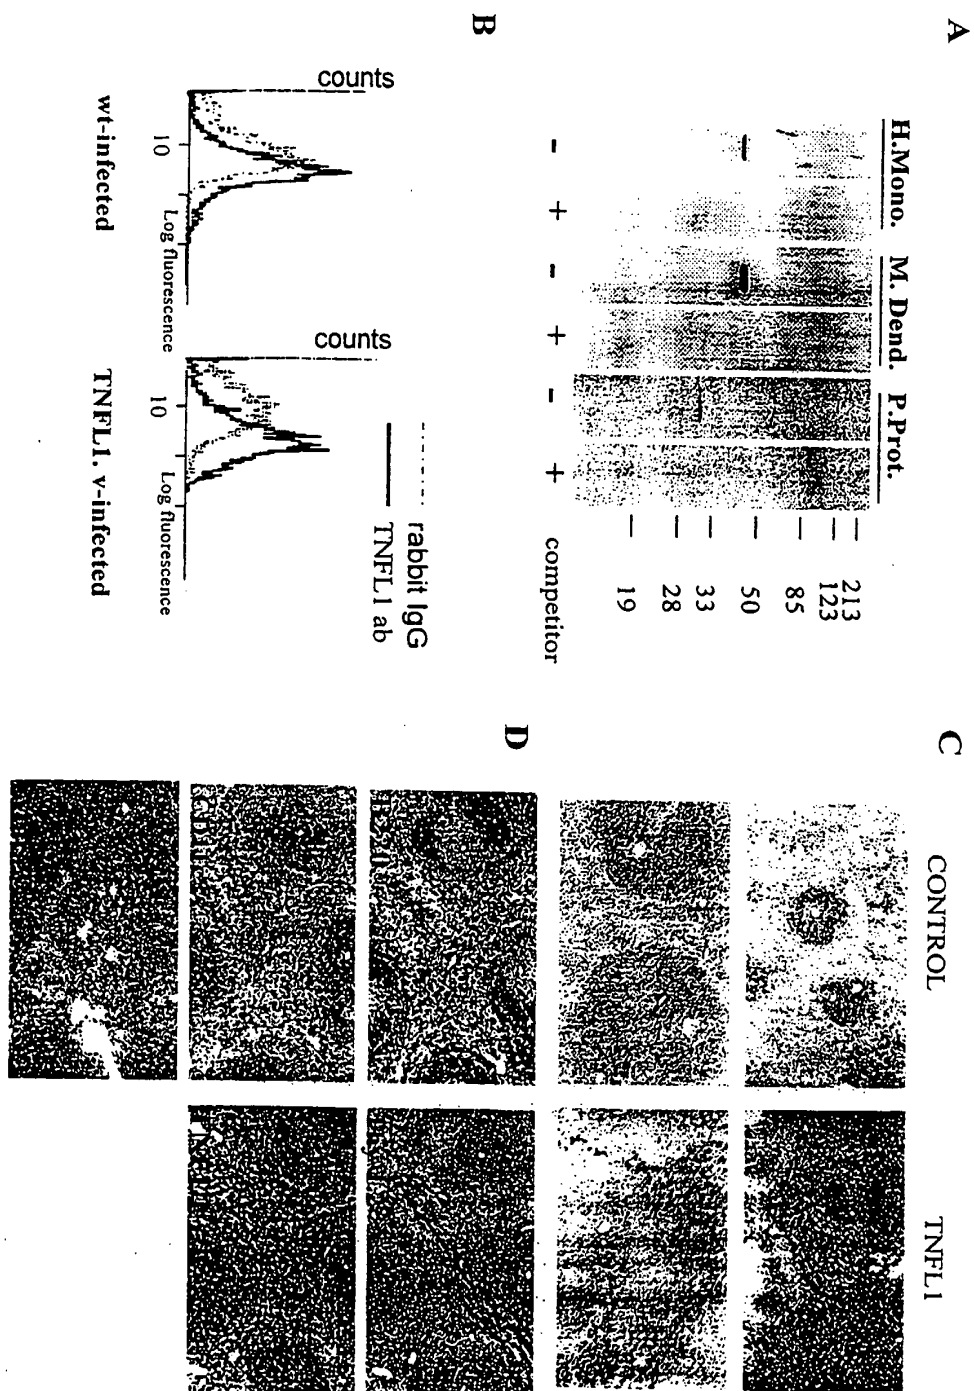 A
H.Mono.
M. Dend.
P.Prot.
213
123
85
50
33
28
19
- + - + - +
competitor
B
rabbit IgG
TNFL1 ab
counts
counts
10
Log fluorescence
10
Log fluorescence
wt-infected
TNFL1. v-infected
C
CONTROL
TNFL1
D